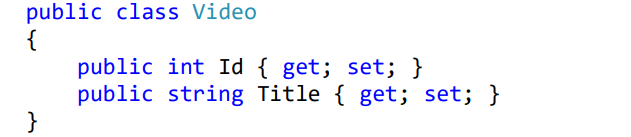 public class Video
{
    public int Id { get; set; }
    public string Title { get; set; }
}